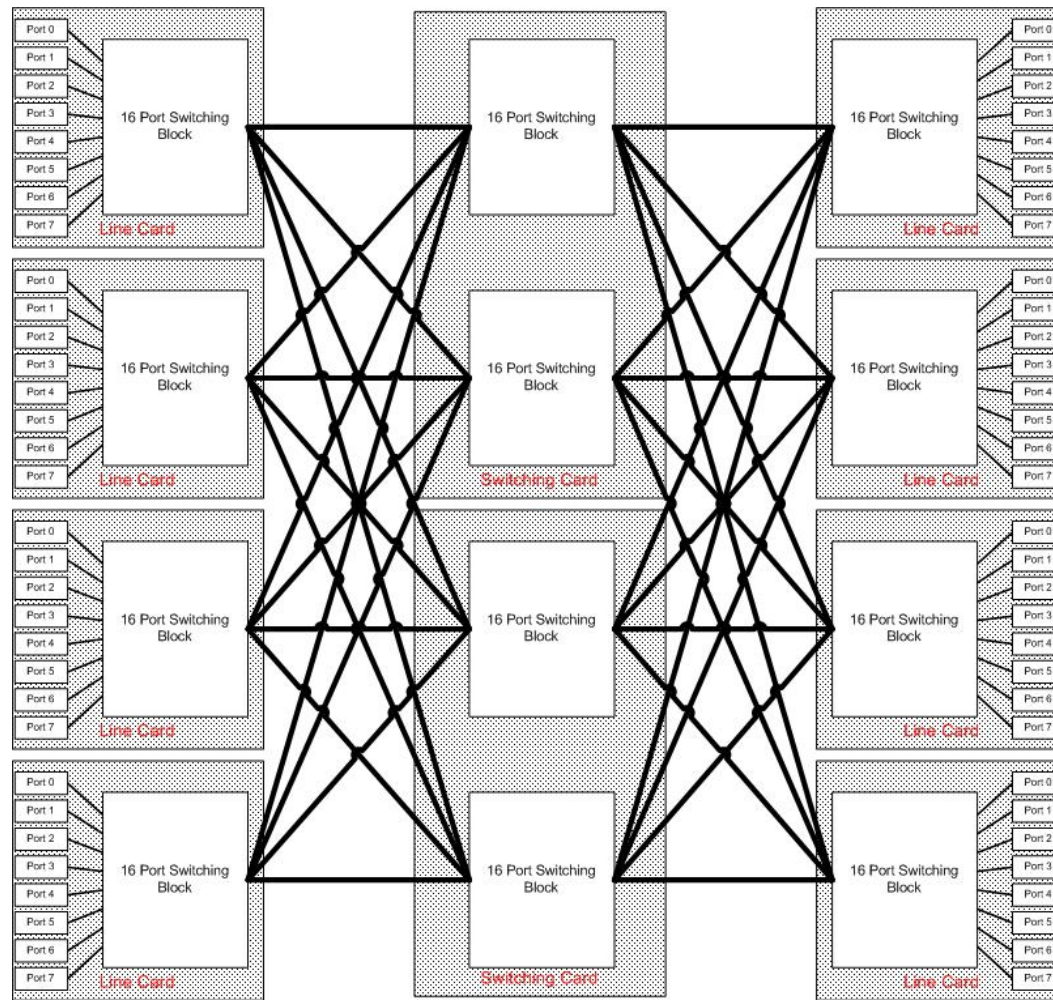 Port 0
Port 1
Port 2
Port 3
Port 4
Port 5
Port 6
Port 7
16 Port Switching
Block
Line Card
16 Port Switching
Block
Port 0
Port 1
Port 2
Port 3
Port 4
Port 5
Port 6
Port 7
16 Port Switching
Block
Line Card
Port 0
Port 1
Port 2
Port 3
Port 4
Port 5
Port 6
Port 7
16 Port Switching
Block
Line Card
16 Port Switching
Block
Switching Card
Port 0
Port 1
Port 2
Port 3
Port 4
Port 5
Port 6
Port 7
16 Port Switching
Block
Line Card
Port 0
Port 1
Port 2
Port 3
Port 4
Port 5
Port 6
Port 7
16 Port Switching
Block
Line Card
16 Port Switching
Block
Port 0
Port 1
Port 2
Port 3
Port 4
Port 5
Port 6
Port 7
16 Port Switching
Block
Line Card
Port 0
Port 1
Port 2
Port 3
Port 4
Port 5
Port 6
Port 7
16 Port Switching
Block
Line Card
16 Port Switching
Block
Switching Card
Port 0
Port 1
Port 2
Port 3
Port 4
Port 5
Port 6
Port 7
16 Port Switching
Block
Line Card